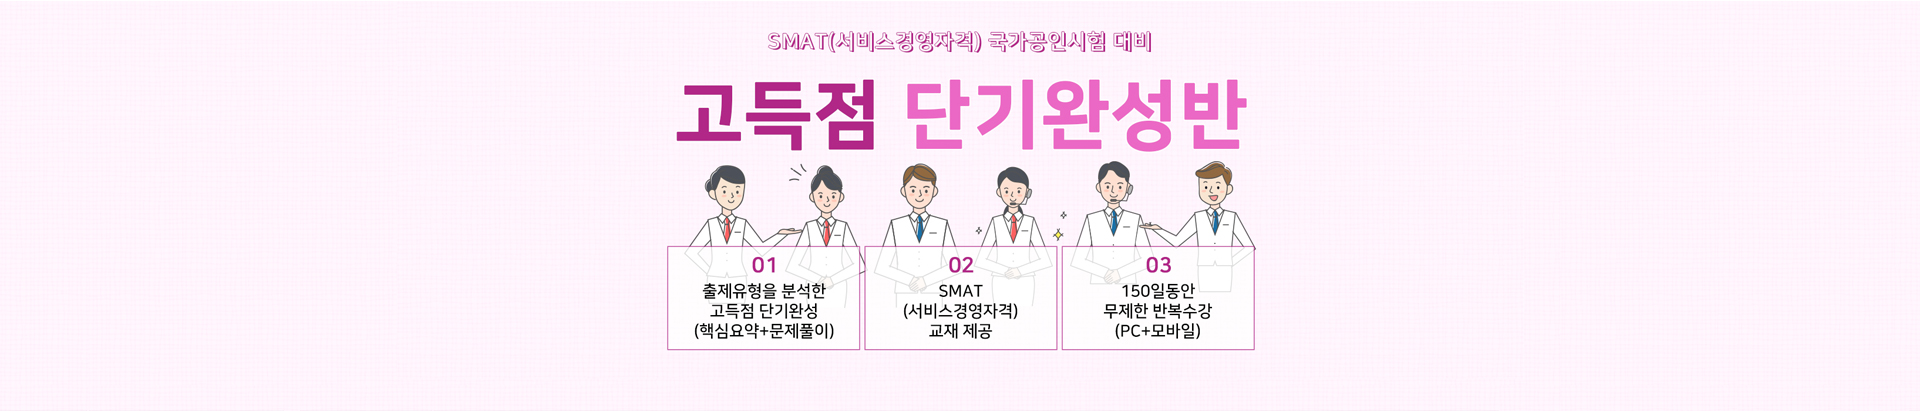 SMAT(서비스경영자격) 국가공인시험 대비
고득점 단기완성반
01
출제유형을 분석한
고득점 단기완성
(핵심요약+문제풀이)
02
SMAT
(서비스경영자격)
교재 제공
03
150일동안
무제한 반복수강
(PC+모바일)